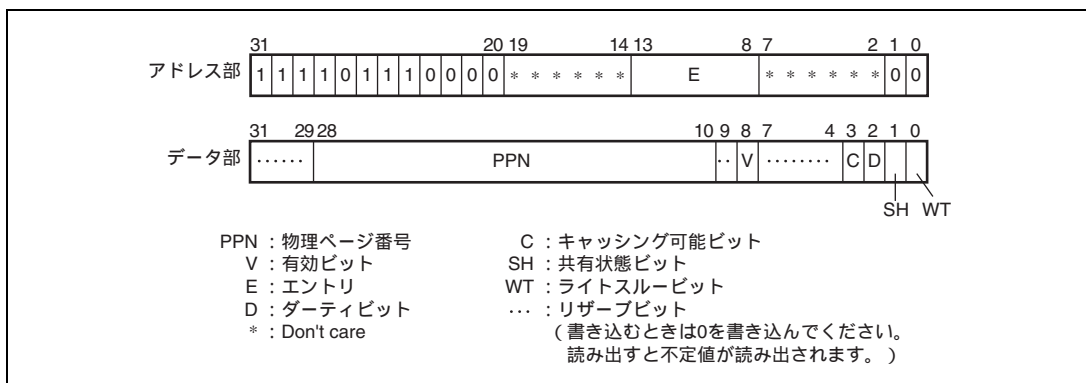 31 20 19 14 13 8 7 2 1 0
アドレス部 1 1 1 1 0 1 1 1 0 0 0 0 * * * * * * E * * * * * * 0 0
31 29 28 10 9 8 7 4 3 2 1 0
データ部 ...... PPN .. V ........ C D
SH WT
PPN : 物理ページ番号 C : キャッシング可能ビット
V : 有効ビット SH : 共有状態ビット
E : エントリ WT : ライトスルービット
D : ダーティビット ... : リザーブビット
* : Don't care (書き込むときは0を書き込んでください。
読み出すと不定値が読み出されます。)